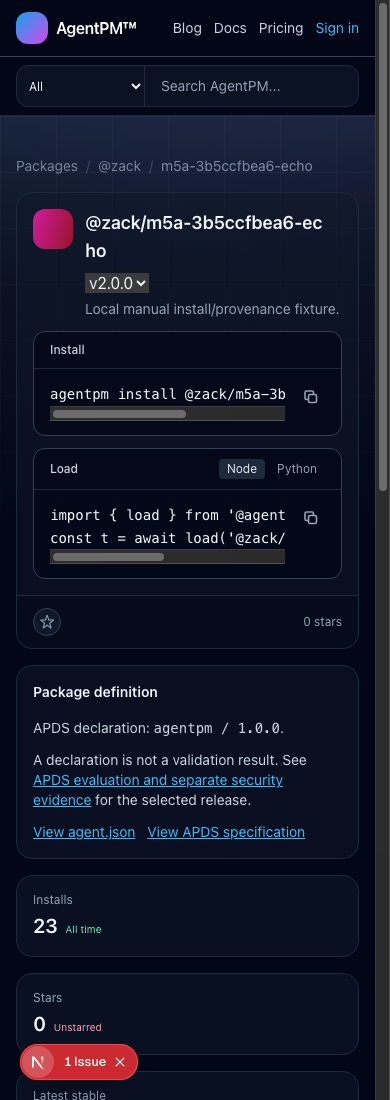 AgentPM™ Blog Docs Pricing Sign in
All Search AgentPM...
Packages / @zack / m5a-3b5ccfbea6-echo
@zack/m5a-3b5ccfbea6-ec
ho
v2.0.0
Local manual install/provenance fixture.
Install
agentpm install @zack/m5a-3b
Load Node Python
import { load } from '@agent
const t = await load('@zack/
0 stars
Package definition
APDS declaration: agentpm / 1.0.0.
A declaration is not a validation result. See
APDS evaluation and separate security
evidence for the selected release.
View agent.json View APDS specification
Installs
23 All time
Stars
0 Unstarred
N 1 Issue
Latest stable